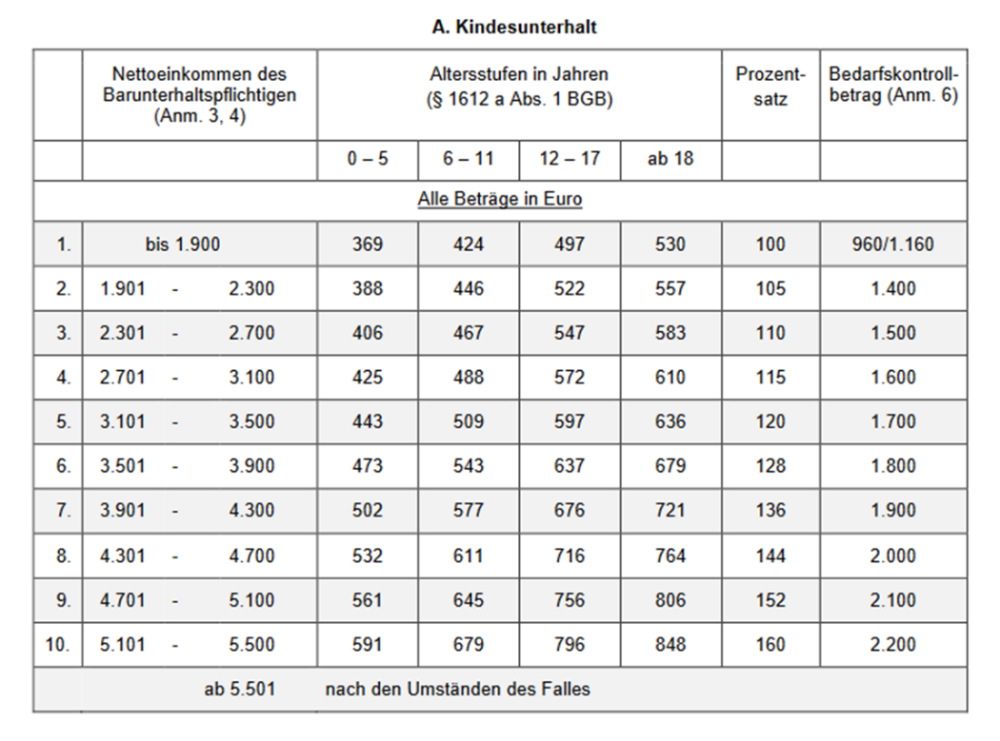 A. Kindesunterhalt
Nettoeinkommen des Barunterhaltspflichtigen (Anm. 3, 4) Altersstufen in Jahren (§ 1612 a Abs. 1 BGB) Prozent-satz Bedarfskontroll-betrag (Anm. 6)
0 – 5 6 – 11 12 – 17 ab 18
Alle Beträge in Euro
1. bis 1.900 369 424 497 530 100 960/1.160
2. 1.901 - 2.300 388 446 522 557 105 1.400
3. 2.301 - 2.700 406 467 547 583 110 1.500
4. 2.701 - 3.100 425 488 572 610 115 1.600
5. 3.101 - 3.500 443 509 597 636 120 1.700
6. 3.501 - 3.900 473 543 637 679 128 1.800
7. 3.901 - 4.300 502 577 676 721 136 1.900
8. 4.301 - 4.700 532 611 716 764 144 2.000
9. 4.701 - 5.100 561 645 756 806 152 2.100
10. 5.101 - 5.500 591 679 796 848 160 2.200
ab 5.501 nach den Umständen des Falles